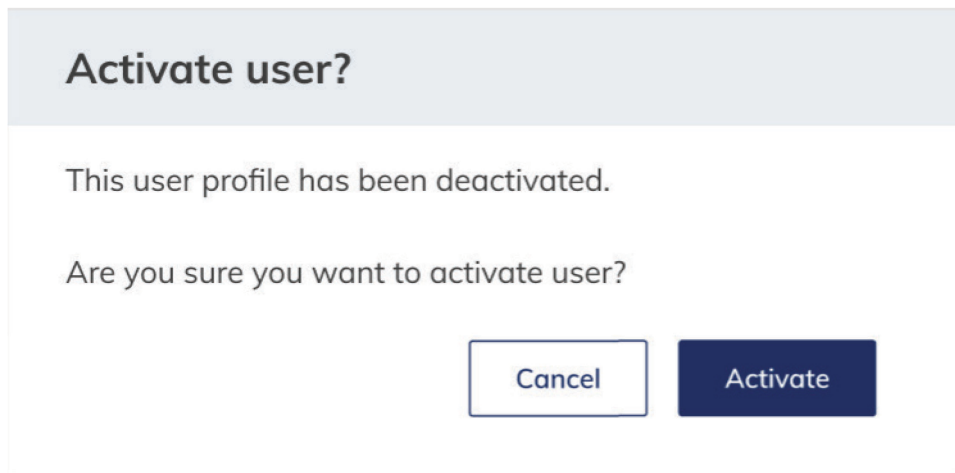 Activate user?
This user profile has been deactivated.
Are you sure you want to activate user?
Cancel Activate